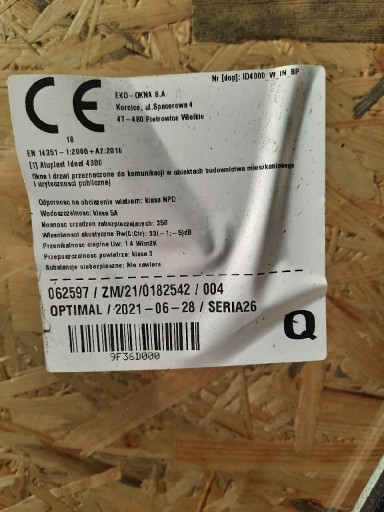 Nr [dop]: ID4000_W_IN_BP
CE
EKO-OKNA S.A.
Kornice, ul.Spacerowa 4
47-480 Pietrowice Wielkie
18
EN 14351-1:2006+A2:2016
[1] Aluplast Ideal 4000
Okna i drzwi przeznaczone do komunikacji w obiektach budownictwa mieszkaniowego
i użyteczności publicznej
Odporność na obciążenie wiatrem: klasa NPD
Wodoszczelność: klasa 5A
Nośność urządzeń zabezpieczających: 350
Właściwości akustyczne Rw(C;Ctr): 33(-1;-5)dB
Przenikalność cieplna Uw: 1.4 W/m2K
Przepuszczalność powietrza: klasa 3
Substancje niebezpieczne: Nie zawiera
062597 / ZM/21/0182542 / 004
OPTIMAL / 2021-06-28 / SERIA26
9F36D000
Q